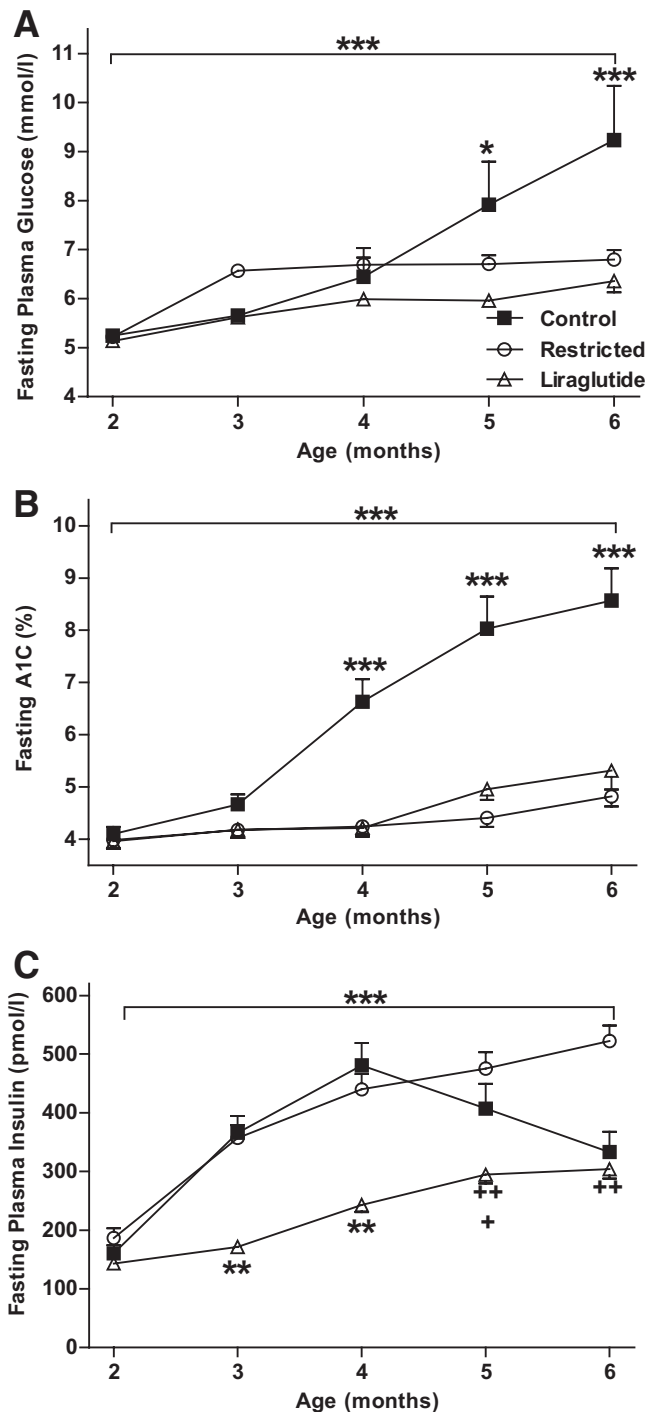 A
***
Fasting Plasma Glucose (mmol/l)
11
10
9
8
7
6
5
4
*
***
Control
Restricted
Liraglutide
2 3 4 5 6
Age (months)
B
***
Fasting A1C (%)
10
9
8
7
6
5
4
***
***
***
2 3 4 5 6
Age (months)
C
***
Fasting Plasma Insulin (pmol/l)
600
500
400
300
200
100
0
**
**
++
+
++
2 3 4 5 6
Age (months)